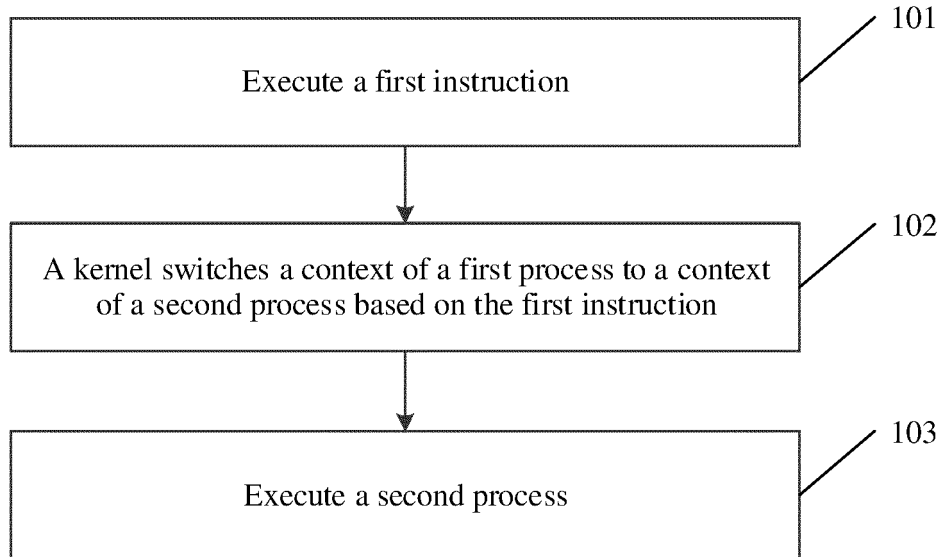 101
Execute a first instruction
102
A kernel switches a context of a first process to a context
of a second process based on the first instruction
103
Execute a second process